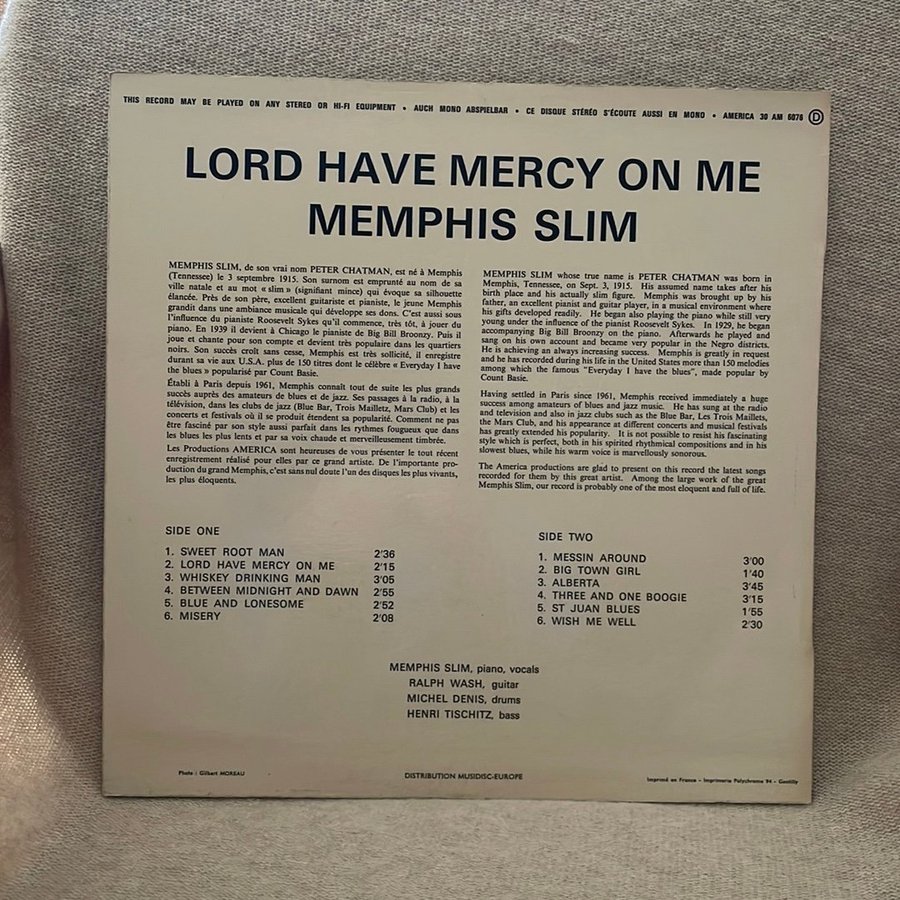 THIS RECORD MAY BE PLAYED ON ANY STEREO OR HI-FI EQUIPMENT • AUCH MONO ABSPIELBAR • CE DISQUE STÉRÉO S'ÉCOUTE AUSSI EN MONO • AMERICA 30 AM 6076 D
LORD HAVE MERCY ON ME
MEMPHIS SLIM
MEMPHIS SLIM, de son vrai nom PETER CHATMAN, est né à Memphis
(Tennessee) le 3 septembre 1915. Son surnom est emprunté au nom de sa
ville natale et au mot « slim » (signifiant mince) qui évoque sa silhouette
élancée. Près de son père, excellent guitariste et pianiste, le jeune Memphis
grandit dans une ambiance musicale qui développe ses dons. C'est aussi sous
l'influence du pianiste Roosevelt Sykes qu'il commence, très tôt, à jouer du
piano. En 1939 il devient à Chicago le pianiste de Big Bill Broonzy. Puis il
joue et chante pour son compte et devient très populaire dans les quartiers
noirs. Son succès croît sans cesse, Memphis est très sollicité, il enregistre
durant sa vie aux U.S.A. plus de 150 titres dont le célèbre « Everyday I have
the blues » popularisé par Count Basie.
Établi à Paris depuis 1961, Memphis connaît tout de suite les plus grands
succès auprès des amateurs de blues et de jazz. Ses passages à la radio, à la
télévision, dans les clubs de jazz (Blue Bar, Trois Mailletz, Mars Club) et les
concerts et festivals où il se produit étendent sa popularité. Comment ne pas
être fasciné par son style aussi parfait dans les rythmes fougueux que dans
les blues les plus lents et par sa voix chaude et merveilleusement timbrée.
Les Productions AMERICA sont heureuses de vous présenter le tout récent
enregistrement réalisé pour elles par ce grand artiste. De l'importante pro-
duction du grand Memphis, c'est sans nul doute l'un des disques les plus vivants,
les plus éloquents.
MEMPHIS SLIM whose true name is PETER CHATMAN was born in
Memphis, Tennessee, on Sept. 3, 1915. His assumed name takes after his
birth place and his actually slim figure. Memphis was brought up by his
father, an excellent pianist and guitar player, in a musical environment where
his gifts developed readily. He began also playing the piano while still very
young under the influence of the pianist Roosevelt Sykes. In 1929, he began
accompanying Big Bill Broonzy on the piano. Afterwards he played and
sang on his own account and became very popular in the Negro districts.
He is achieving an always increasing success. Memphis is greatly in request
and he has recorded during his life in the United States more than 150 melodies
among which the famous "Everyday I have the blues", made popular by
Count Basie.
Having settled in Paris since 1961, Memphis received immediately a huge
success among amateurs of blues and jazz music. He has sung at the radio
and television and also in jazz clubs such as the Blue Bar, Les Trois Maillets,
the Mars Club, and his appearance at different concerts and musical festivals
has greatly extended his popularity. It is not possible to resist his fascinating
style which is perfect, both in his spirited rhythmical compositions and in his
slowest blues, while his warm voice is marvellously sonorous.
The America productions are glad to present on this record the latest songs
recorded for them by this great artist. Among the large work of the great
Memphis Slim, our record is probably one of the most eloquent and full of life.
SIDE ONE
1. SWEET ROOT MAN 2'36
2. LORD HAVE MERCY ON ME 2'15
3. WHISKEY DRINKING MAN 3'05
4. BETWEEN MIDNIGHT AND DAWN 2'55
5. BLUE AND LONESOME 2'52
6. MISERY 2'08
SIDE TWO
1. MESSIN AROUND 3'00
2. BIG TOWN GIRL 1'40
3. ALBERTA 3'45
4. THREE AND ONE BOOGIE 3'15
5. ST JUAN BLUES 1'55
6. WISH ME WELL 2'30
MEMPHIS SLIM, piano, vocals
RALPH WASH, guitar
MICHEL DENIS, drums
HENRI TISCHITZ, bass
Photo : Gilbert MOREAU
DISTRIBUTION MUSIDISC-EUROPE
Imprimé en France - Imprimerie Polychrome 94 - Gentilly